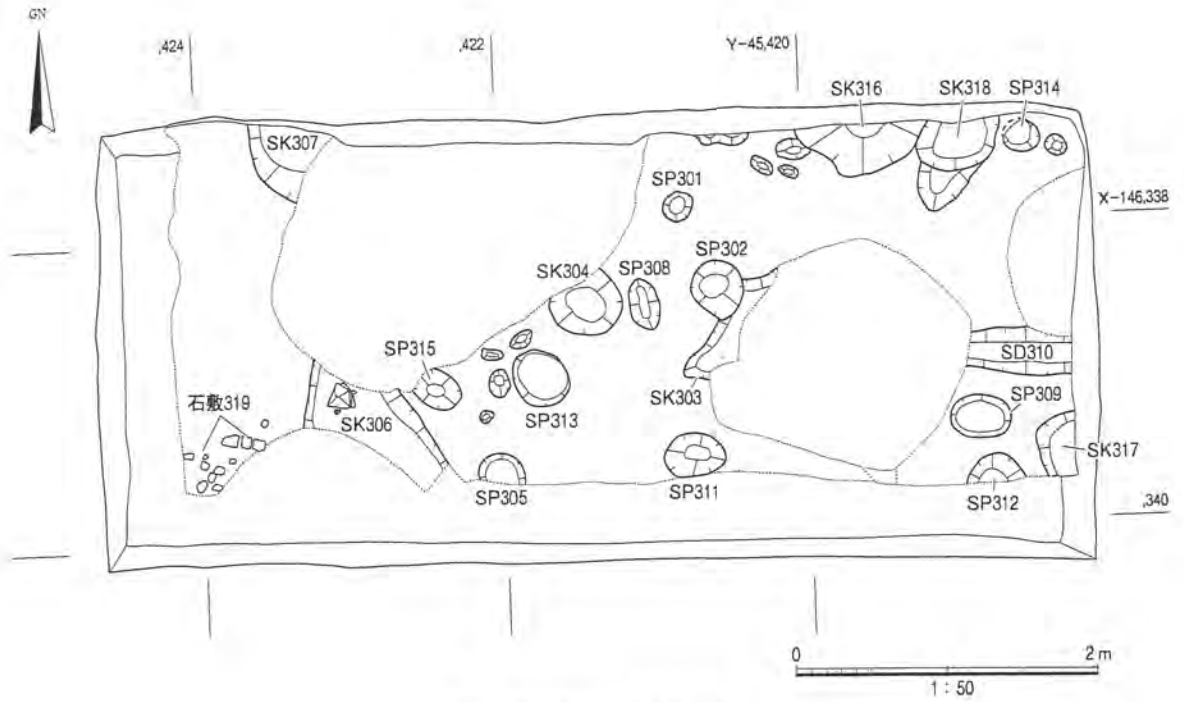 GN
,424
,422
Y-45,420
SK316
SK318
SP314
SK307
SP301
X-146,338
SP302
SK304
SP308
SP315
SD310
石敷319
SK306
SP313
SK303
SP309
SK317
SP305
SP311
SP312
,340
0
2 m
1 : 50